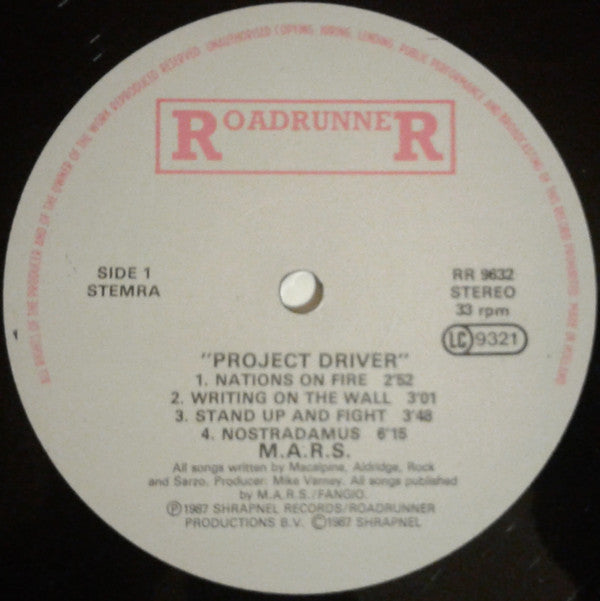 ALL RIGHTS OF THE PRODUCER AND OF THE OWNER OF THE WORK REPRODUCED RESERVED UNAUTHORISED COPYING, HIRING, LENDING, PUBLIC PERFORMANCE AND BROADCASTING OF THIS RECORD PROHIBITED MADE IN HOLLAND
ROADRUNNER
SIDE 1
STEMRA
RR 9632
STEREO
33 rpm
LC 9321
"PROJECT DRIVER"
1. NATIONS ON FIRE 2'52
2. WRITING ON THE WALL 3'01
3. STAND UP AND FIGHT 3'48
4. NOSTRADAMUS 6'15
M.A.R.S.
All songs written by Macalpine, Aldridge, Rock
and Sarzo. Producer: Mike Varney. All songs published
by M.A.R.S./FANGIO.
Ⓟ1987 SHRAPNEL RECORDS/ROADRUNNER
PRODUCTIONS B.V. ©1987 SHRAPNEL